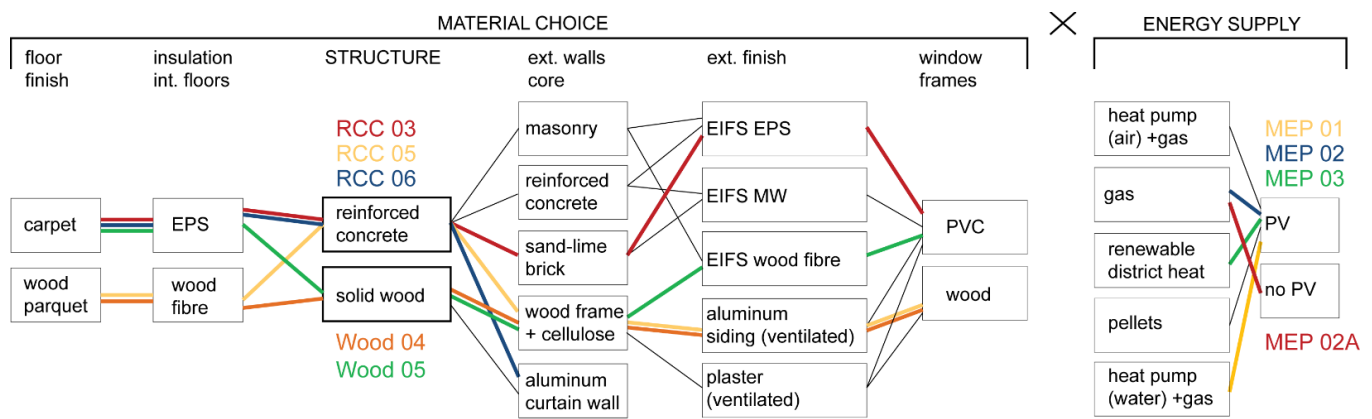 MATERIAL CHOICE
ENERGY SUPPLY
floor
finish
insulation
int. floors
STRUCTURE
ext. walls
core
ext. finish
window
frames
RCC 03
RCC 05
RCC 06
carpet
wood
parquet
EPS
wood
fibre
reinforced
concrete
solid wood
Wood 04
Wood 05
masonry
reinforced
concrete
sand-lime
brick
wood frame
+ cellulose
aluminum
curtain wall
EIFS EPS
EIFS MW
EIFS wood fibre
aluminum
siding (ventilated)
plaster
(ventilated)
PVC
wood
heat pump
(air) +gas
gas
renewable
district heat
pellets
heat pump
(water) +gas
MEP 01
MEP 02
MEP 03
PV
no PV
MEP 02A